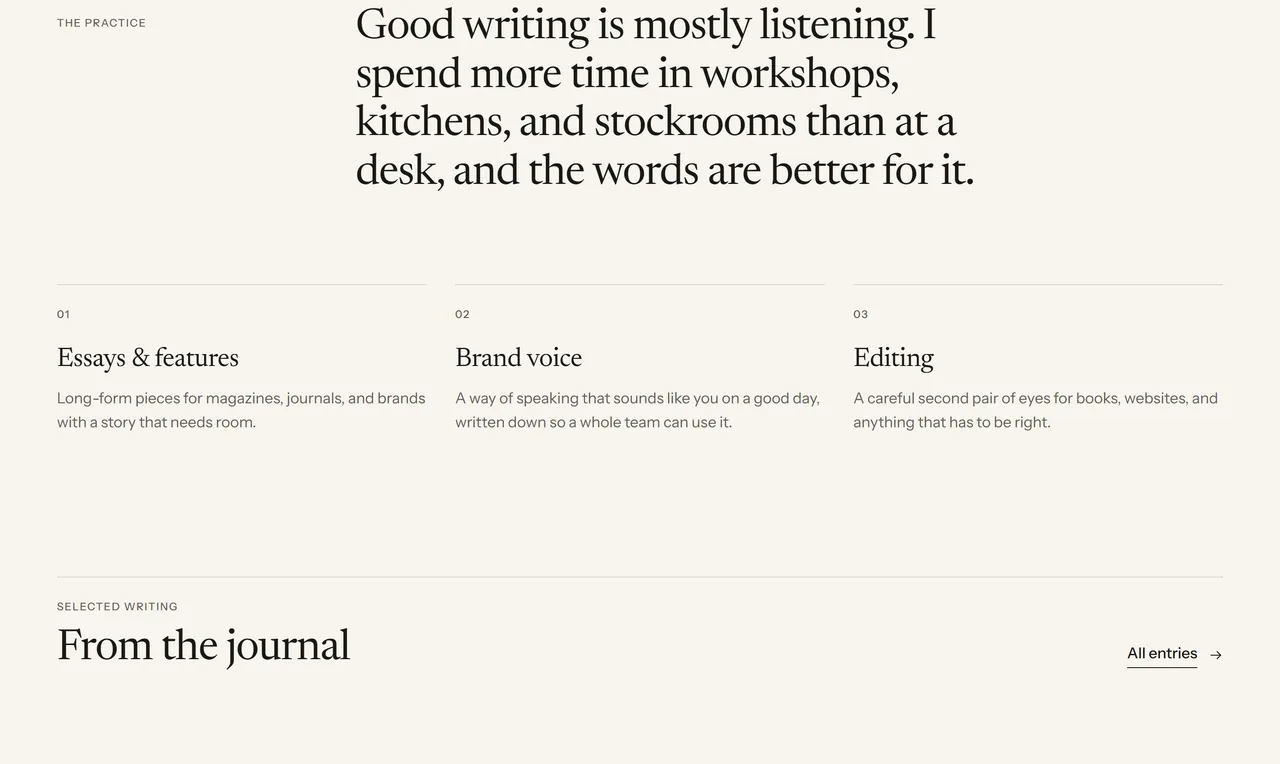 THE PRACTICE
Good writing is mostly listening. I
spend more time in workshops,
kitchens, and stockrooms than at a
desk, and the words are better for it.
01
Essays & features
Long-form pieces for magazines, journals, and brands
with a story that needs room.
02
Brand voice
A way of speaking that sounds like you on a good day,
written down so a whole team can use it.
03
Editing
A careful second pair of eyes for books, websites, and
anything that has to be right.
SELECTED WRITING
From the journal
All entries →